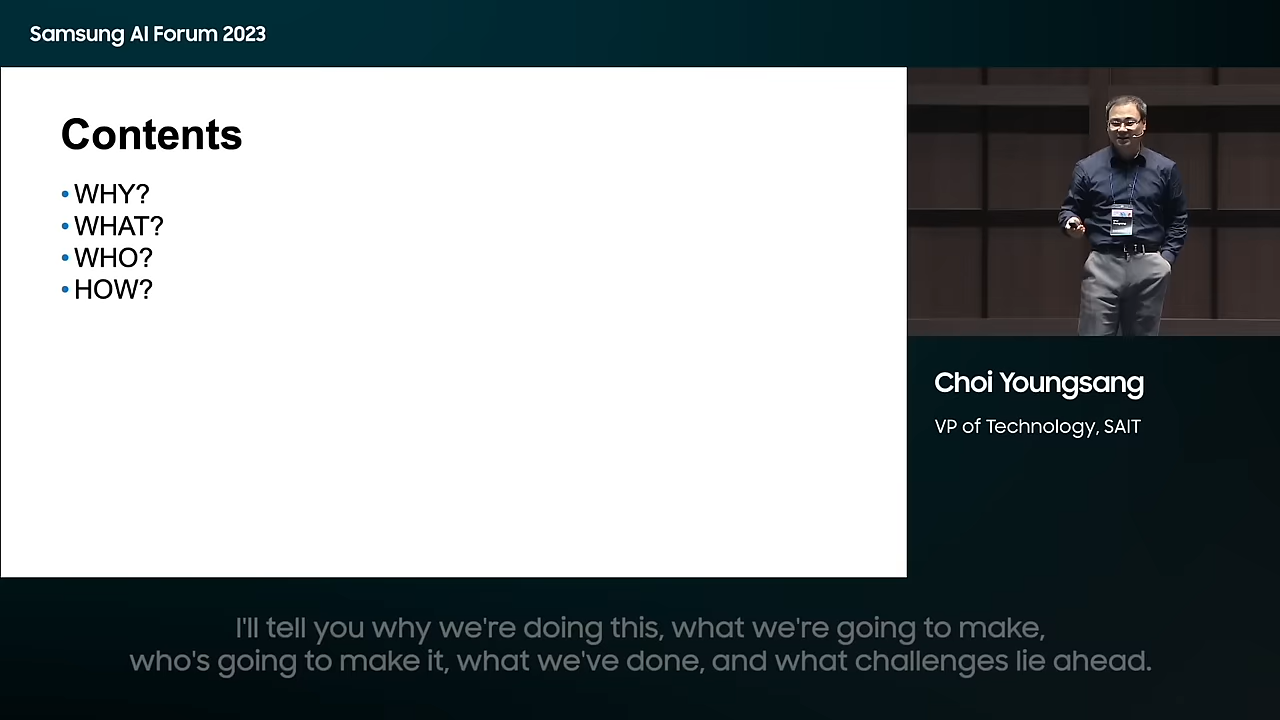 Samsung AI Forum 2023
Contents
• WHY?
• WHAT?
• WHO?
• HOW?
Choi Youngsang
VP of Technology, SAIT
I'll tell you why we're doing this, what we're going to make,
who's going to make it, what we've done, and what challenges lie ahead.